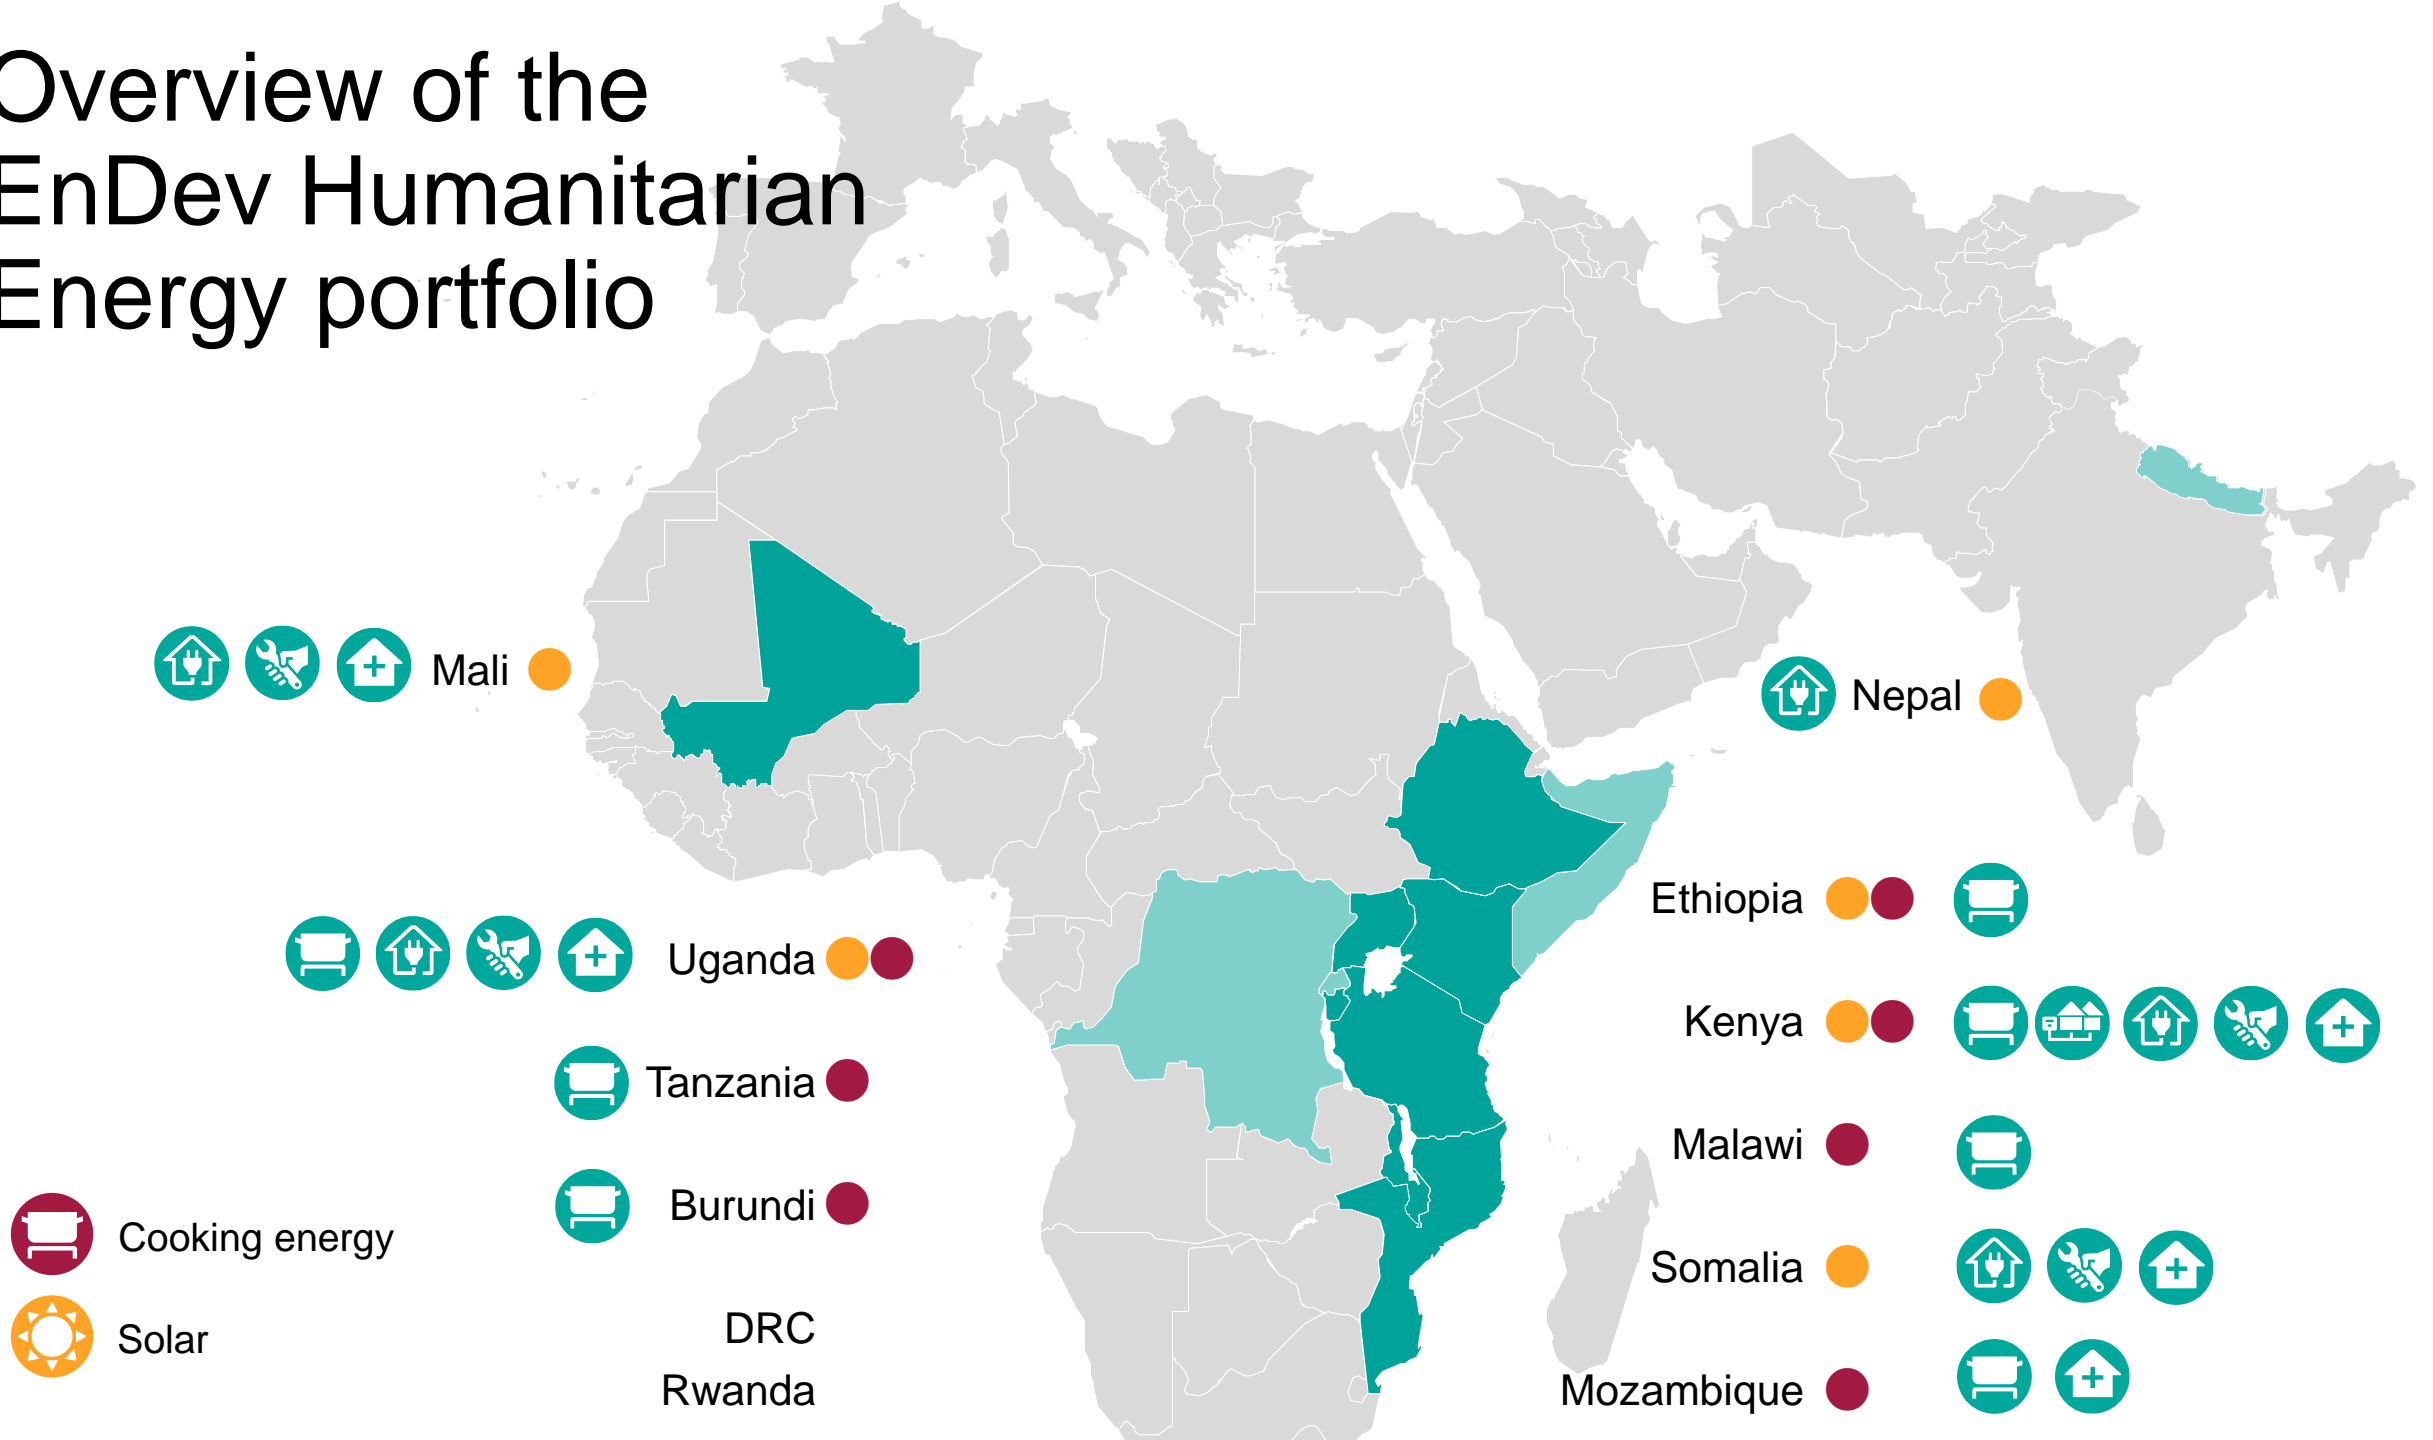 Overview of the
EnDev Humanitarian
Energy portfolio
Mali
Nepal
Uganda
Tanzania
Burundi
DRC
Rwanda
Ethiopia
Kenya
Malawi
Somalia
Mozambique
Cooking energy
Solar